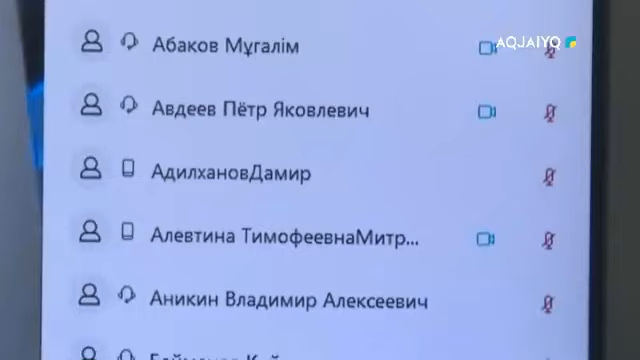 AQJAIYQ
Абаков Мұғалім
Авдеев Пётр Яковлевич
АдилхановДамир
Алевтина ТимофеевнаМитр...
Аникин Владимир Алексеевич